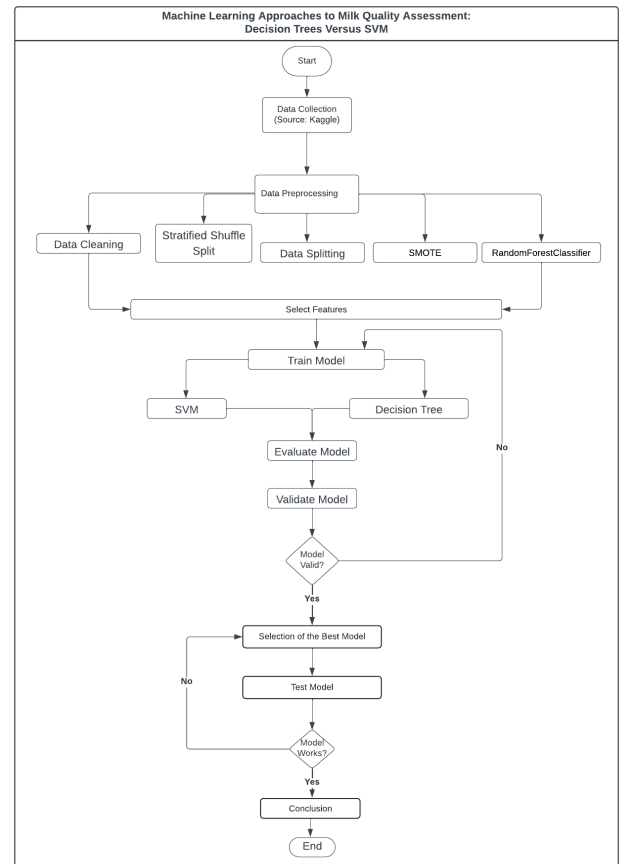 Machine Learning Approaches to Milk Quality Assessment:
Decision Trees Versus SVM
Start
Data Collection
(Source: Kaggle)
Data Preprocessing
Data Cleaning
Stratified Shuffle
Split
Data Splitting
SMOTE
RandomForestClassifier
Select Features
Train Model
SVM
Decision Tree
No
Evaluate Model
Validate Model
Model
Valid?
Yes
Selection of the Best Model
No
Test Model
Model
Works?
Yes
Conclusion
End